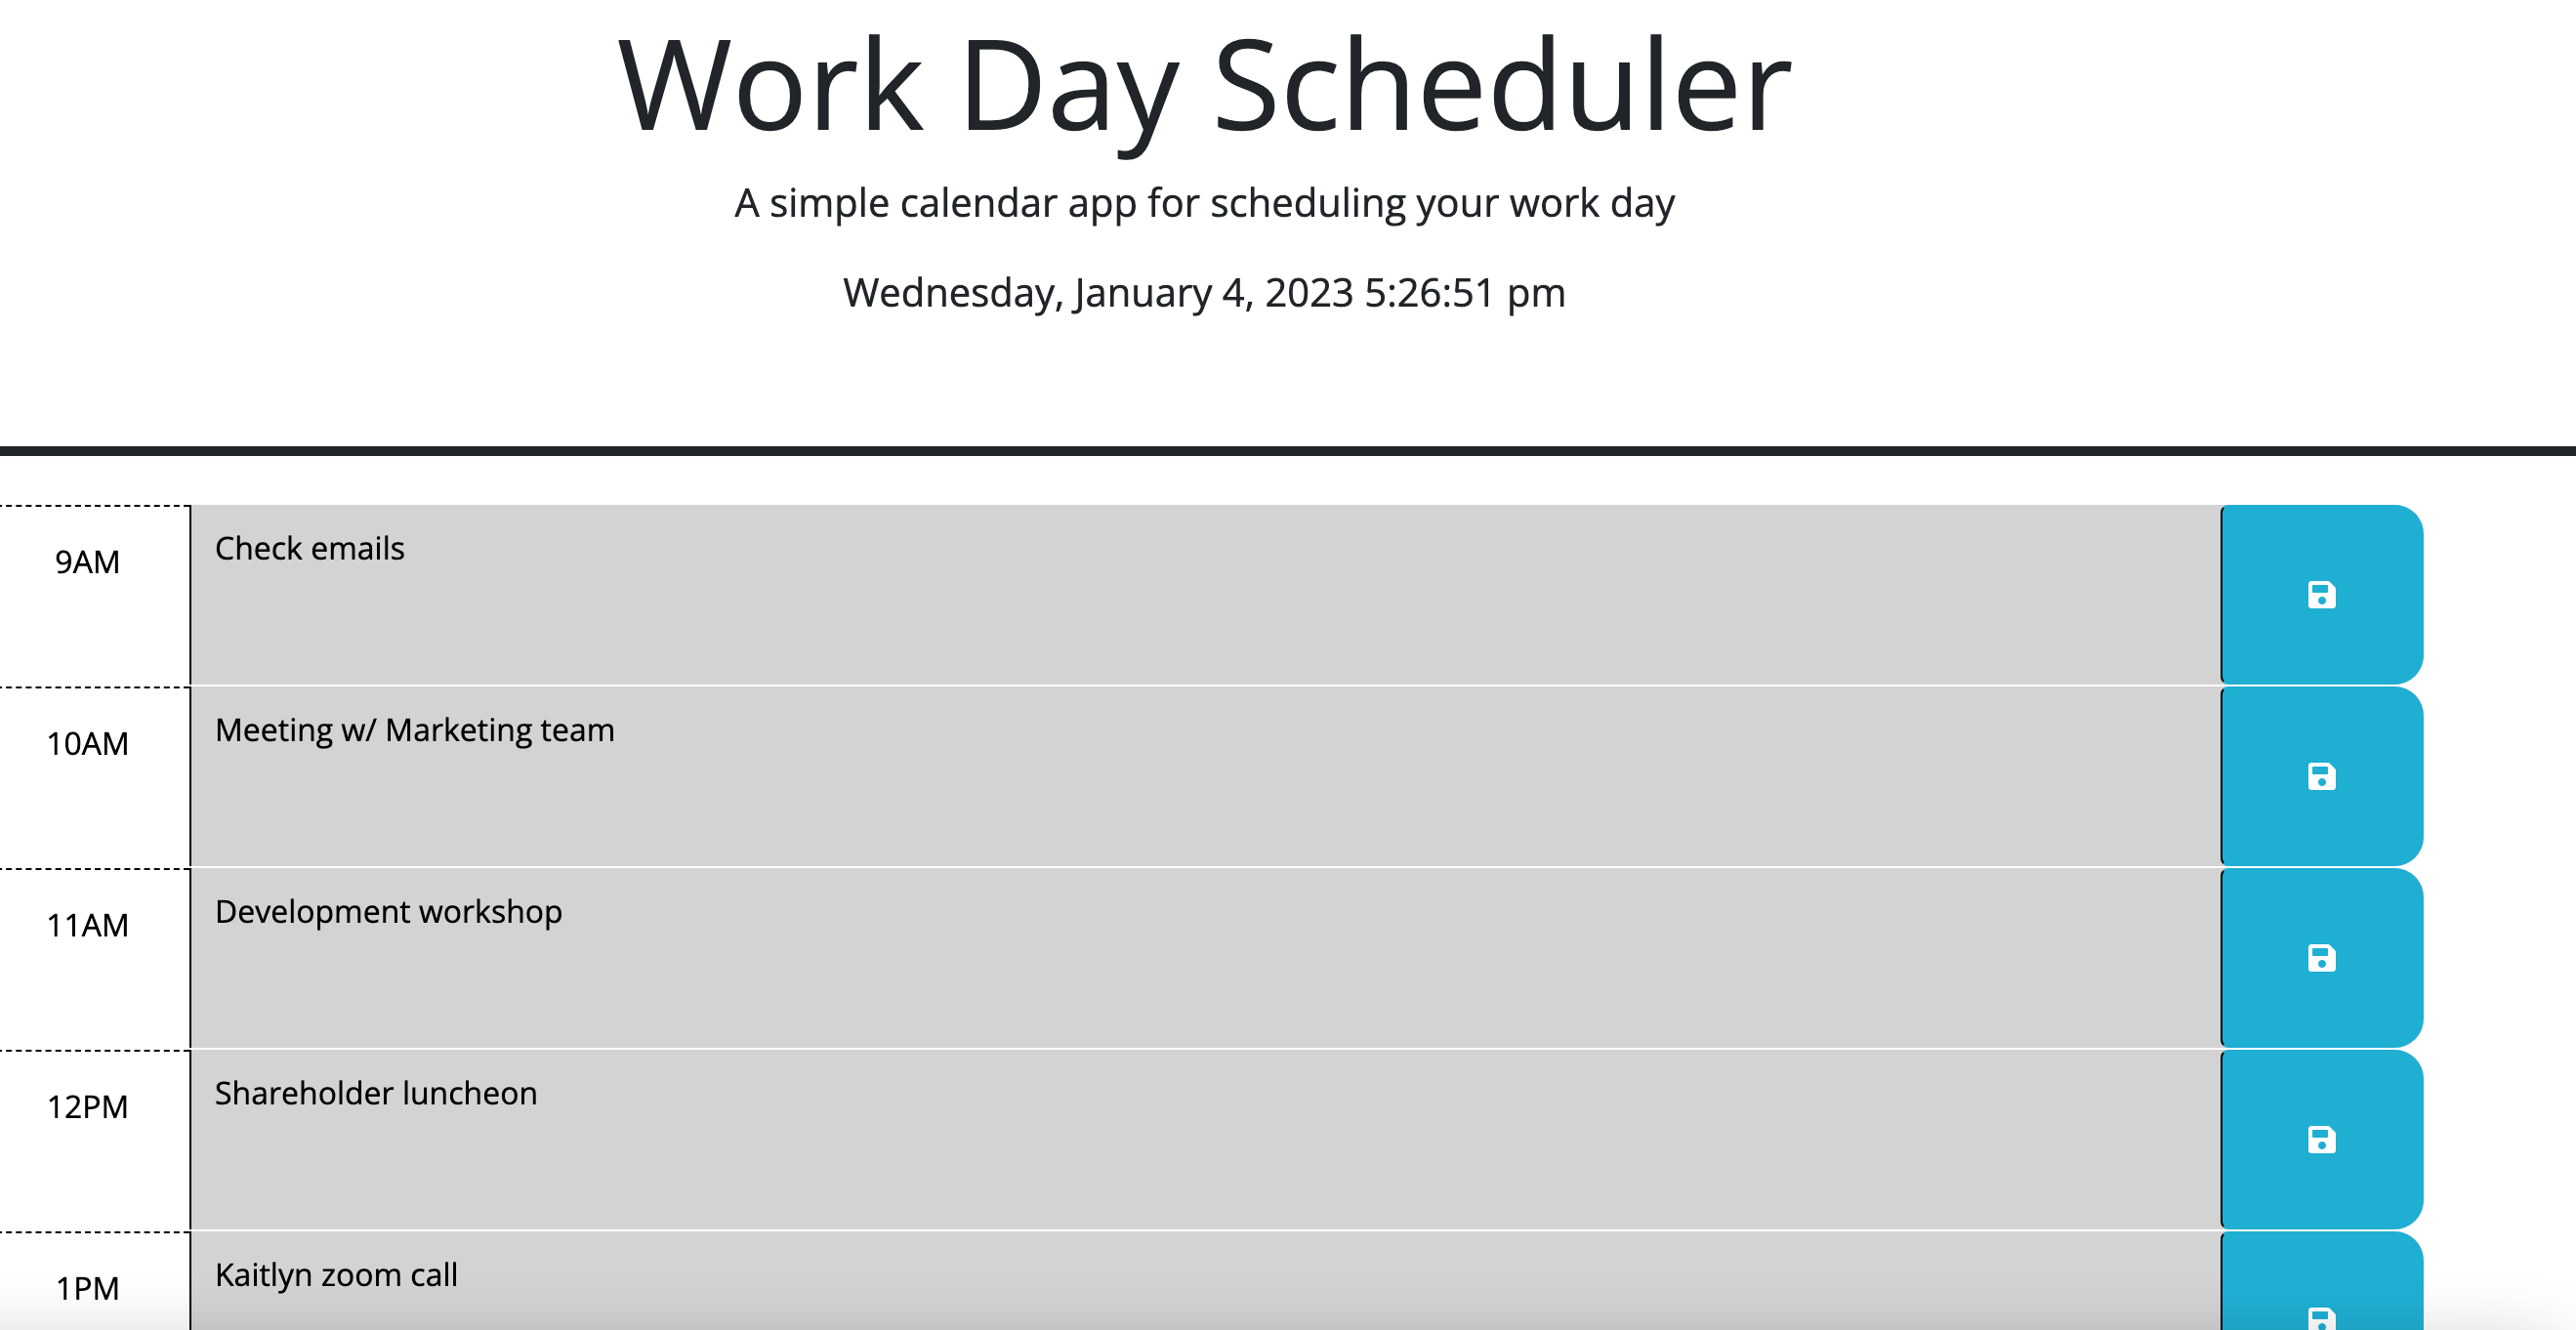 Work Day Scheduler
A simple calendar app for scheduling your work day
Wednesday, January 4, 2023 5:26:51 pm
9AM
Check emails
10AM
Meeting w/ Marketing team
11AM
Development workshop
12PM
Shareholder luncheon
1PM
Kaitlyn zoom call